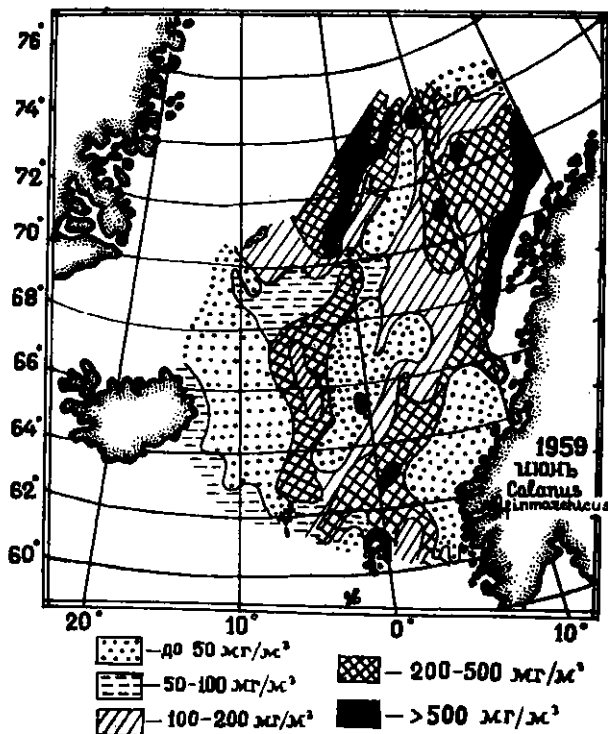 76°
74°
72°
70°
68°
66°
64°
62°
60°
1959
июнь
Calanus
finmarchicus
20°
10°
%
0°
10°
до 50 мг/м³
50-100 мг/м³
100-200 мг/м³
200-500 мг/м³
>500 мг/м³